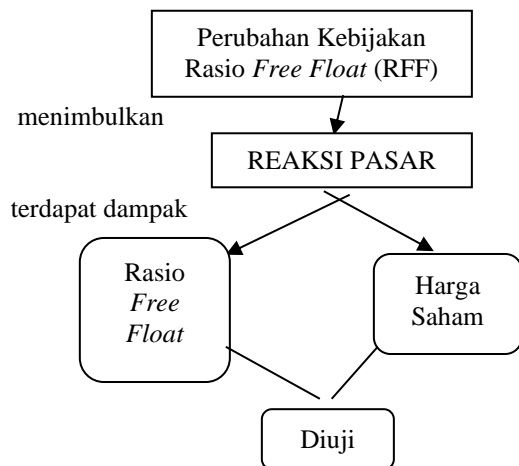 Perubahan Kebijakan
Rasio Free Float (RFF)
menimbulkan
REAKSI PASAR
terdapat dampak
Rasio
Free
Float
Harga
Saham
Diuji